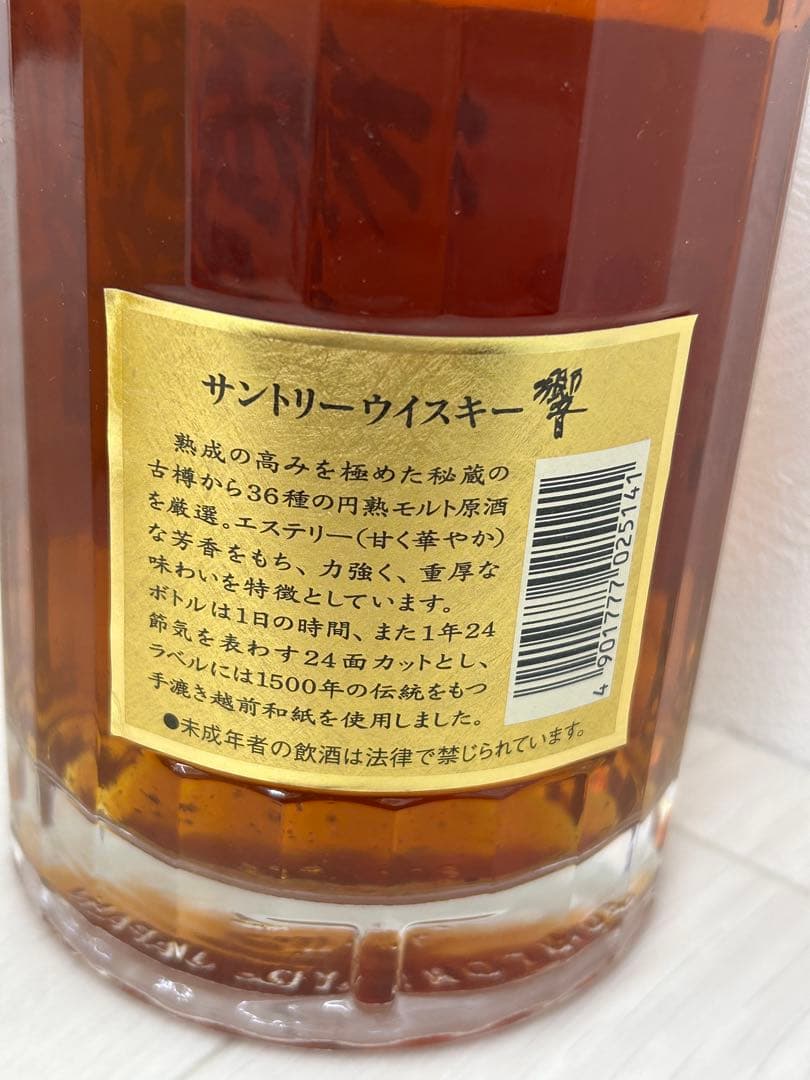 サントリーウイスキー響
熟成の高みを極めた秘蔵の
古樽から36種の円熟モルト原酒
を厳選。エステリー(甘く華やか)
な芳香をもち、力強く、重厚な
味わいを特徴としています。
ボトルは1日の時間、また1年24
節気を表わす24面カットとし、
ラベルには1500年の伝統をもつ
手漉き越前和紙を使用しました。
●未成年者の飲酒は法律で禁じられています。
4 901777 025141